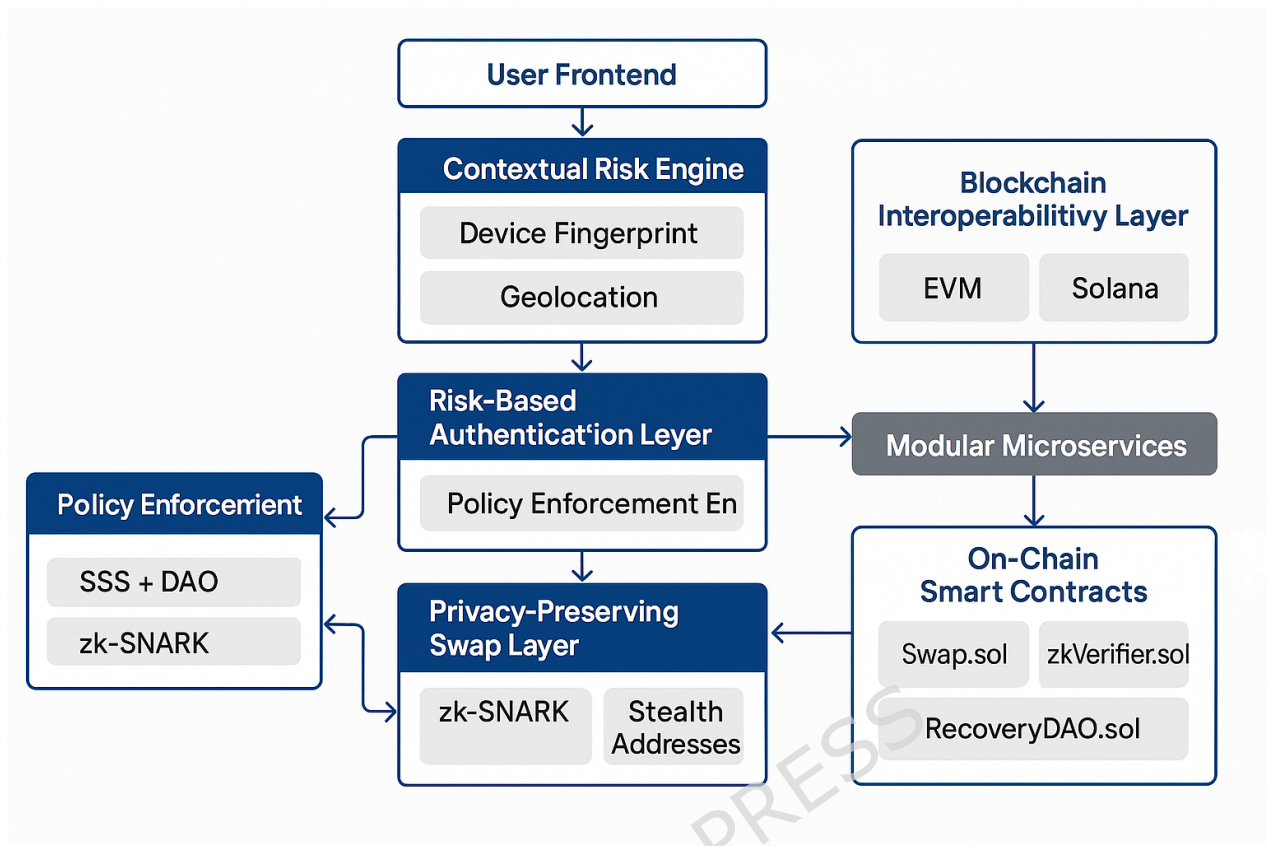 User Frontend
Contextual Risk Engine
Device Fingerprint
Geolocation
Risk-Based
Authenticat‘ion Leyer
Policy Enforcement En
Privacy-Preserving
Swap Layer
zk-SNARK
Stealth
Addresses
Policy Enforcerrient
SSS + DAO
zk-SNARK
Blockchain
Interoperabilitivy Layer
EVM
Solana
Modular Microservices
On-Chain
Smart Contracts
Swap.sol
zkVerifier.sol
RecoveryDAO.sol
PRESS